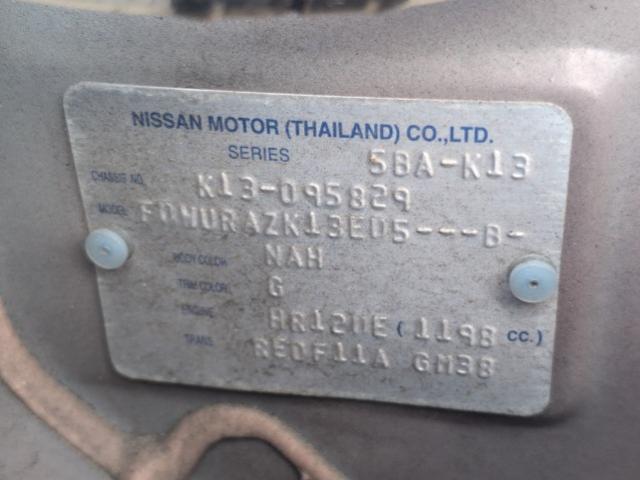 NISSAN MOTOR (THAILAND) CO.,LTD.
SERIES 5BA-K13
CHASSIS NO. K13-095829
MODEL FDWURAZK13EDS---B-
BODY COLOR NAH
TRIM COLOR G
ENGINE HR12DE (1198 cc.)
TRANS. RE0F11A GM38